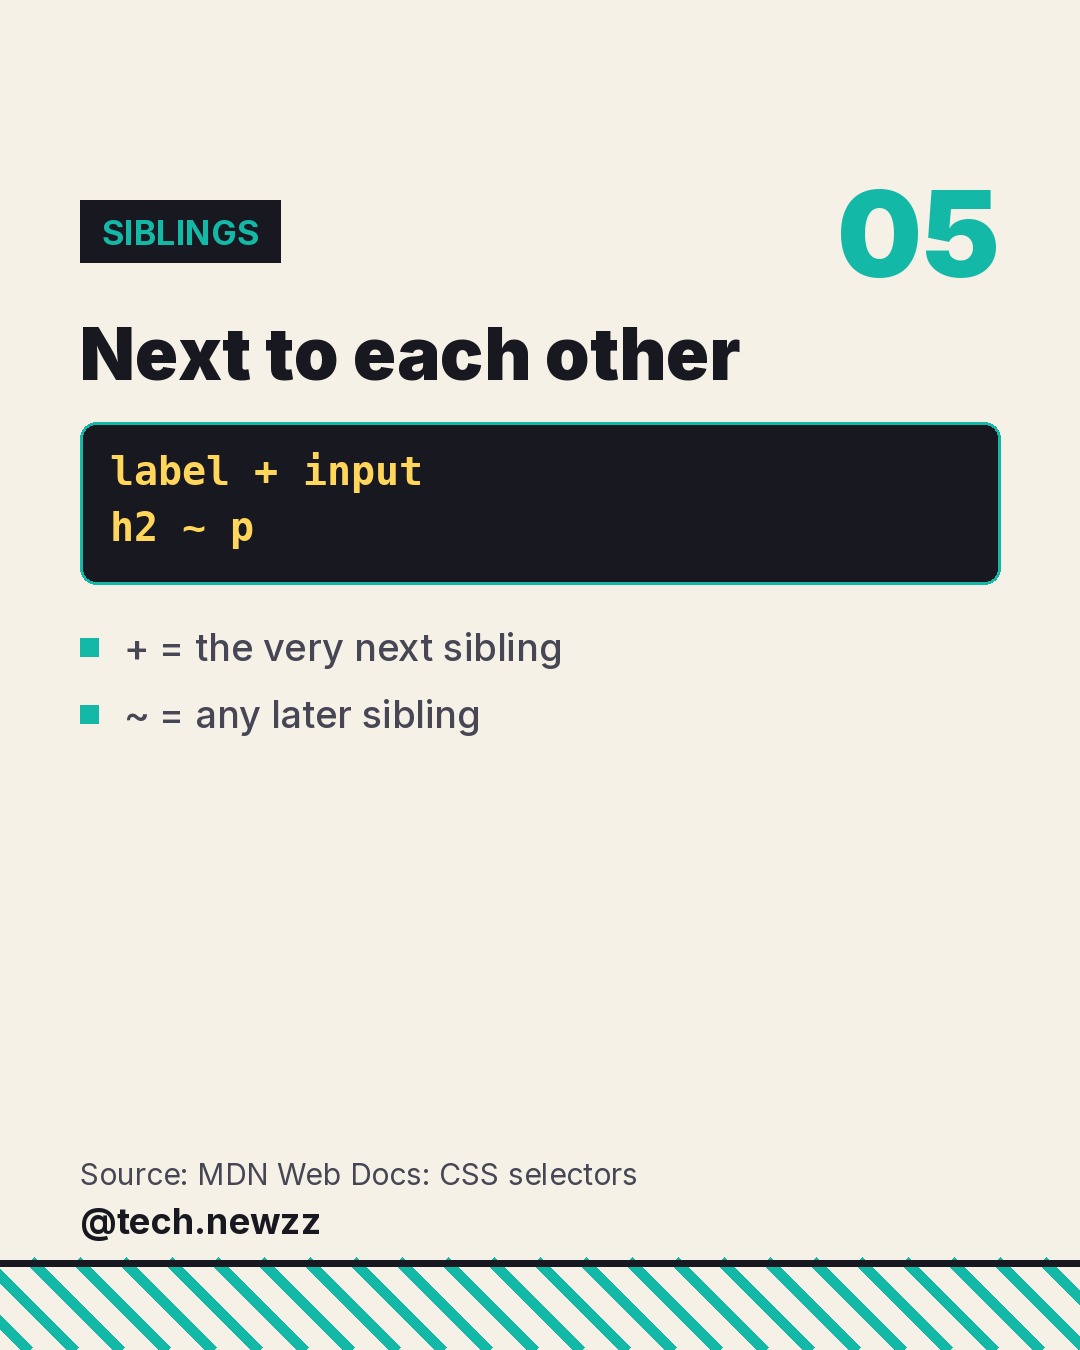 SIBLINGS
05
Next to each other
label + input
h2 ~ p
+ = the very next sibling
~ = any later sibling
Source: MDN Web Docs: CSS selectors
@tech.newzz